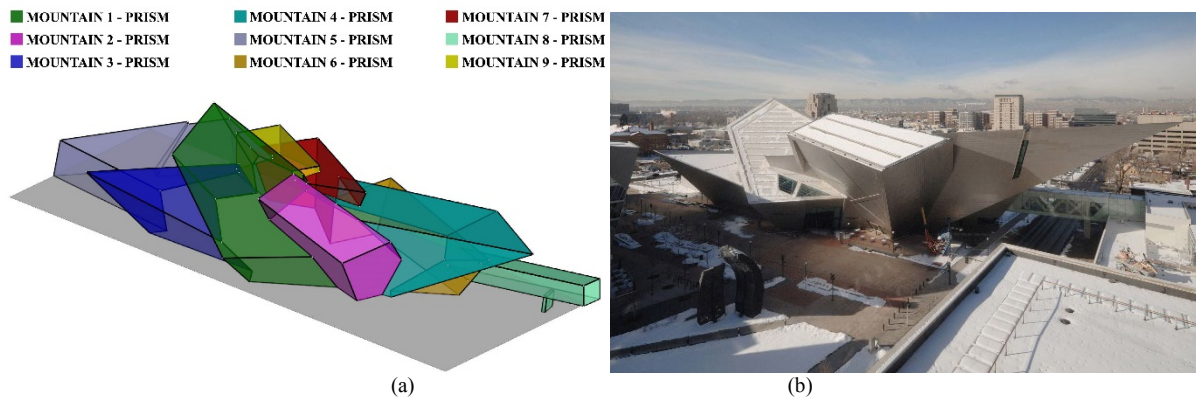 MOUNTAIN 1 - PRISM MOUNTAIN 4 - PRISM MOUNTAIN 7 - PRISM
MOUNTAIN 2 - PRISM MOUNTAIN 5 - PRISM MOUNTAIN 8 - PRISM
MOUNTAIN 3 - PRISM MOUNTAIN 6 - PRISM MOUNTAIN 9 - PRISM
(a) (b)